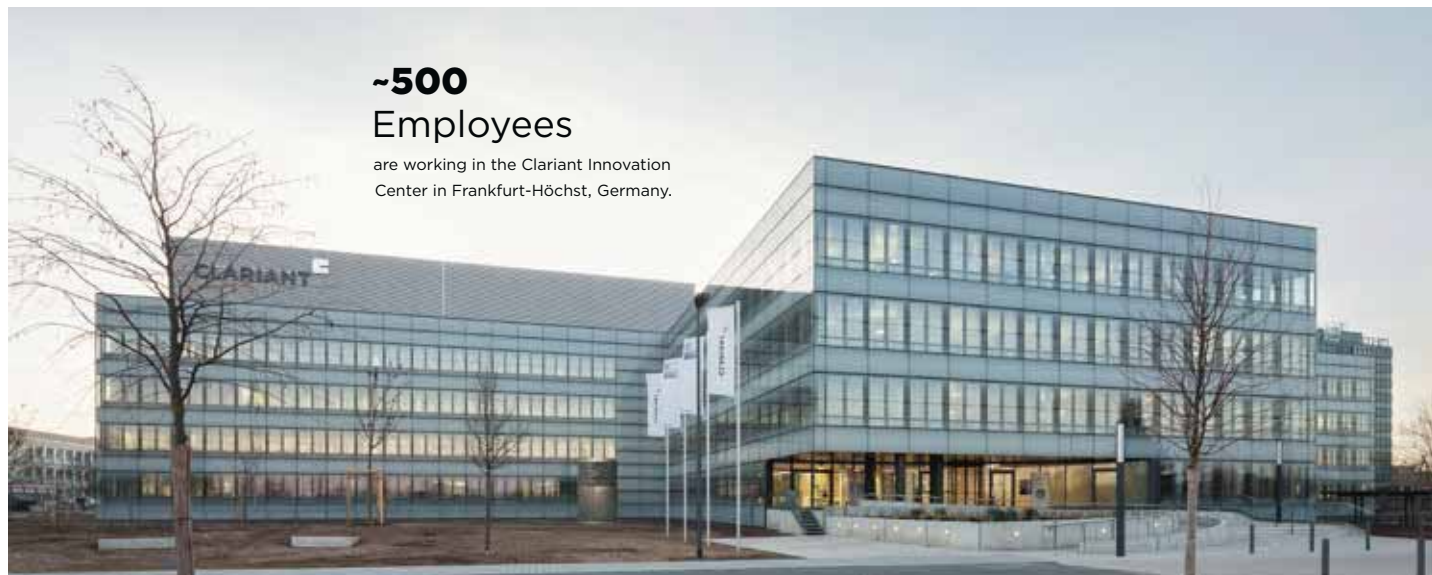 ~500
Employees
are working in the Clariant Innovation
Center in Frankfurt-Höchst, Germany.
CLARIANT